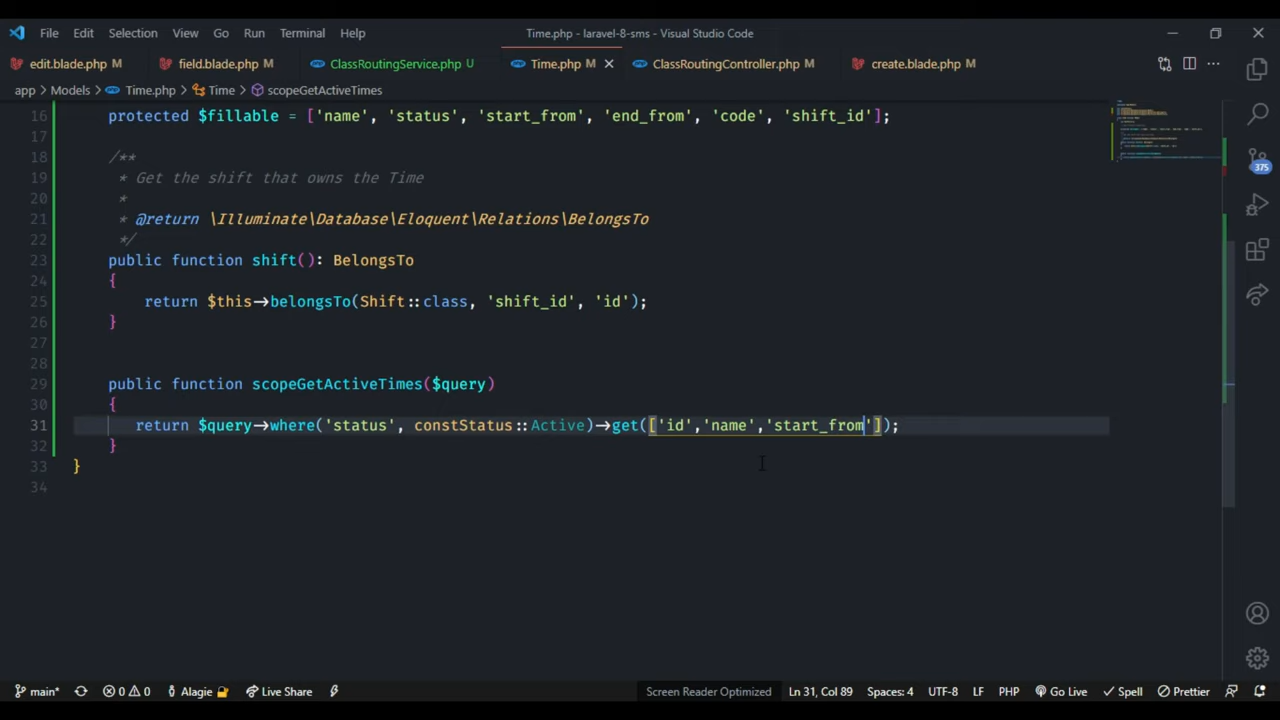 File Edit Selection View Go Run Terminal Help Time.php - laravel-8-sms - Visual Studio Code
edit.blade.php M field.blade.php M ClassRoutingService.php U Time.php M ClassRoutingController.php M create.blade.php M
app > Models > Time.php > Time > scopeGetActiveTimes
16 protected $fillable = ['name', 'status', 'start_from', 'end_from', 'code', 'shift_id'];
17
18 /**
19 * Get the shift that owns the Time
20 *
21 * @return \Illuminate\Database\Eloquent\Relations\BelongsTo
22 */
23 public function shift(): BelongsTo
24 {
25 return $this->belongsTo(Shift::class, 'shift_id', 'id');
26 }
27
28
29 public function scopeGetActiveTimes($query)
30 {
31 return $query->where('status', constStatus::Active)->get(['id','name','start_from']);
32 }
33 }
34
375
main* 0 0 Alagie Live Share Screen Reader Optimized Ln 31, Col 89 Spaces: 4 UTF-8 LF PHP Go Live Spell Prettier